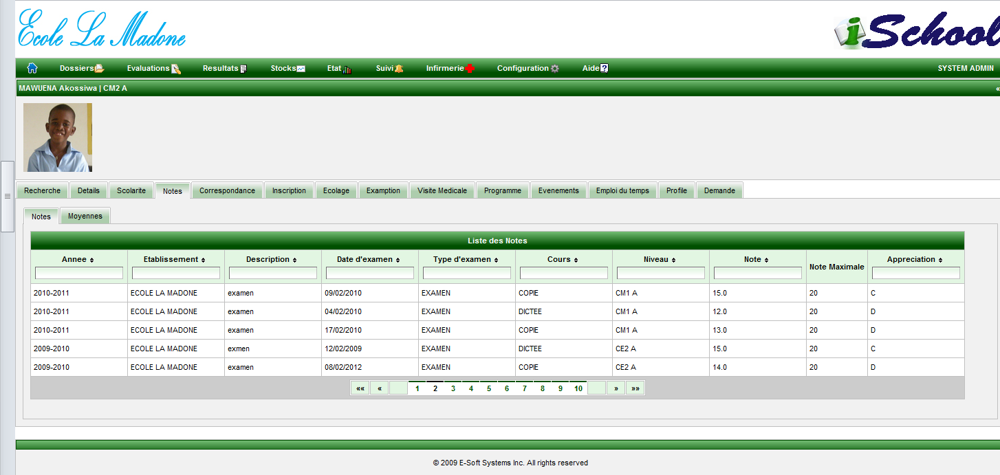 Ecole La Madone
iSchool
Dossiers Evaluations Resultats Stocks Etat Suivi Infirmerie Configuration Aide? SYSTEM ADMIN
MAWUENA Akossiwa | CM2 A «
Recherche Details Scolarite Notes Correspondance Inscription Ecolage Examption Visite Medicale Programme Evenements Emploi du temps Profile Demande
Notes Moyennes
Liste des Notes
Annee Etablissement Description Date d'examen Type d'examen Cours Niveau Note Note Maximale Appreciation
2010-2011 ECOLE LA MADONE examen 09/02/2010 EXAMEN COPIE CM1 A 15.0 20 C
2010-2011 ECOLE LA MADONE examen 04/02/2010 EXAMEN DICTEE CM1 A 12.0 20 D
2010-2011 ECOLE LA MADONE examen 17/02/2010 EXAMEN COPIE CM1 A 13.0 20 D
2009-2010 ECOLE LA MADONE exmen 12/02/2009 EXAMEN DICTEE CE2 A 15.0 20 C
2009-2010 ECOLE LA MADONE examen 08/02/2012 EXAMEN COPIE CE2 A 14.0 20 D
«« « 1 2 3 4 5 6 7 8 9 10 » »»
© 2009 E-Soft Systems Inc. All rights reserved